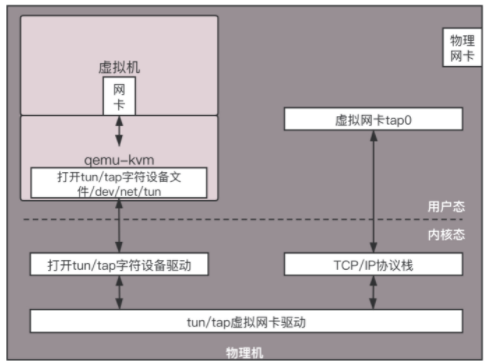 物理
网卡
虚拟机
网
卡
虚拟网卡tap0
qemu-kvm
打开tun/tap字符设备文
件/dev/net/tun
用户态
内核态
打开tun/tap字符设备驱动
TCP/IP协议栈
tun/tap虚拟网卡驱动
物理机